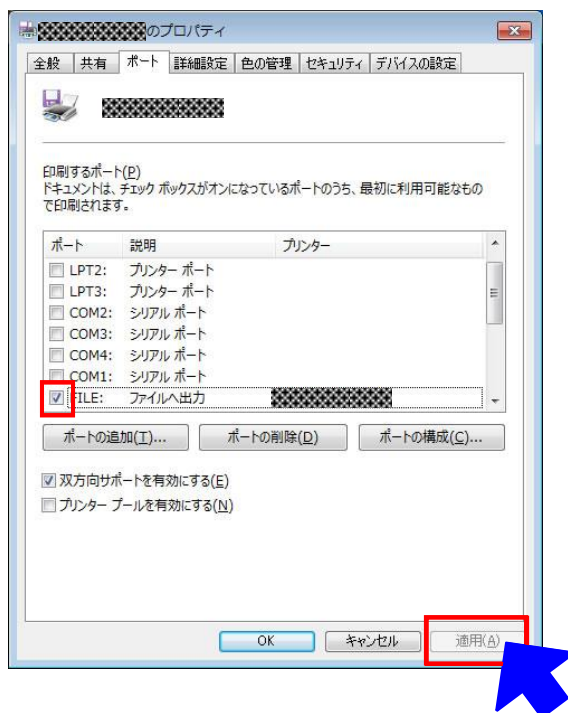 のプロパティ
全般 共有 ポート 詳細設定 色の管理 セキュリティ デバイスの設定
印刷するポート(P)
ドキュメントは、チェック ボックスがオンになっているポートのうち、最初に利用可能なもの
で印刷されます。
ポート 説明 プリンター
LPT2: プリンター ポート
LPT3: プリンター ポート
COM2: シリアル ポート
COM3: シリアル ポート
COM4: シリアル ポート
COM1: シリアル ポート
FILE: ファイルへ出力
ポートの追加(T)... ポートの削除(D) ポートの構成(C)...
双方向サポートを有効にする(E)
プリンター プールを有効にする(N)
OK キャンセル 適用(A)